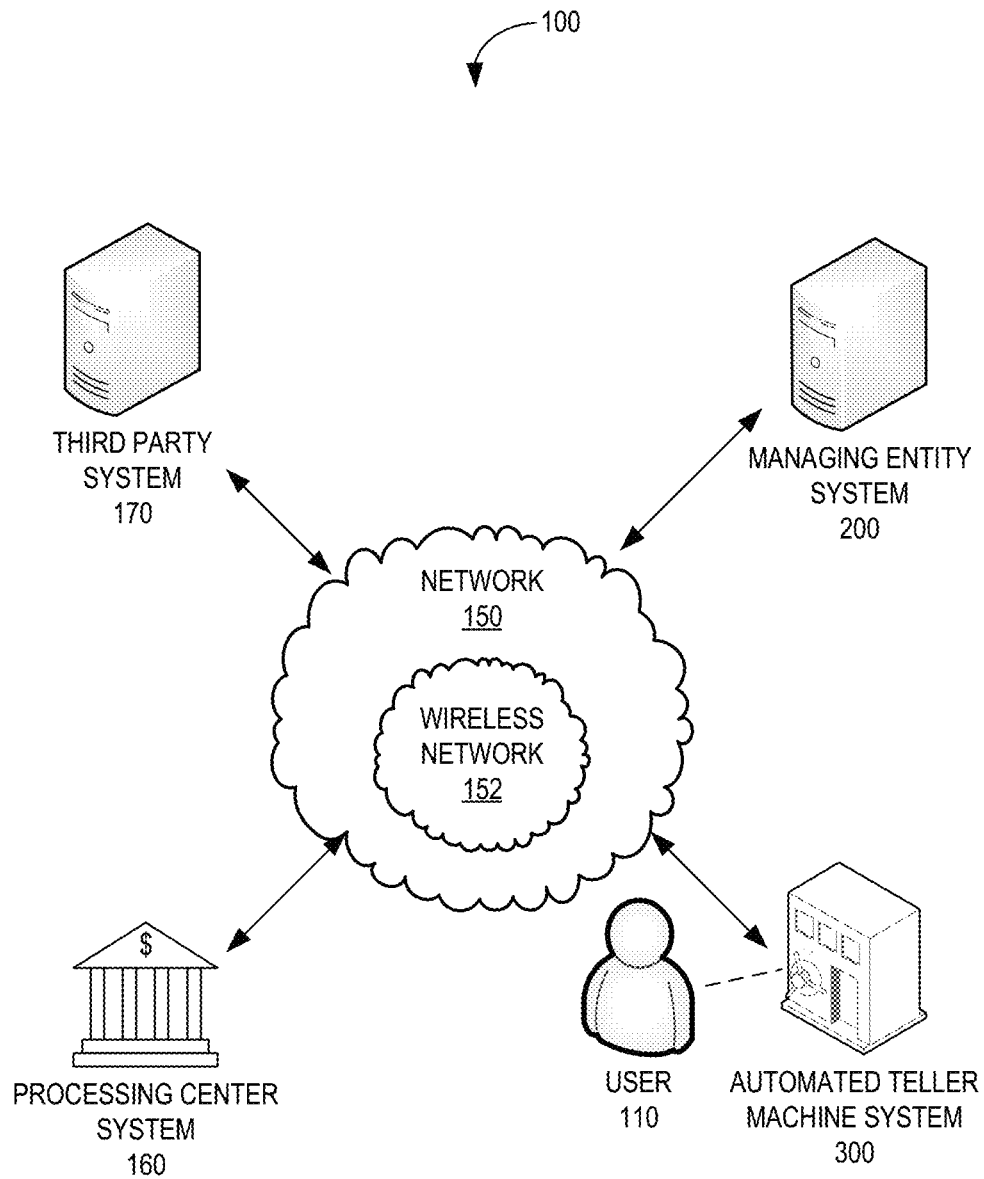 100
THIRD PARTY
SYSTEM
170
MANAGING ENTITY
SYSTEM
200
NETWORK
150
WIRELESS
NETWORK
152
$
PROCESSING CENTER
SYSTEM
160
USER
110
AUTOMATED TELLER
MACHINE SYSTEM
300